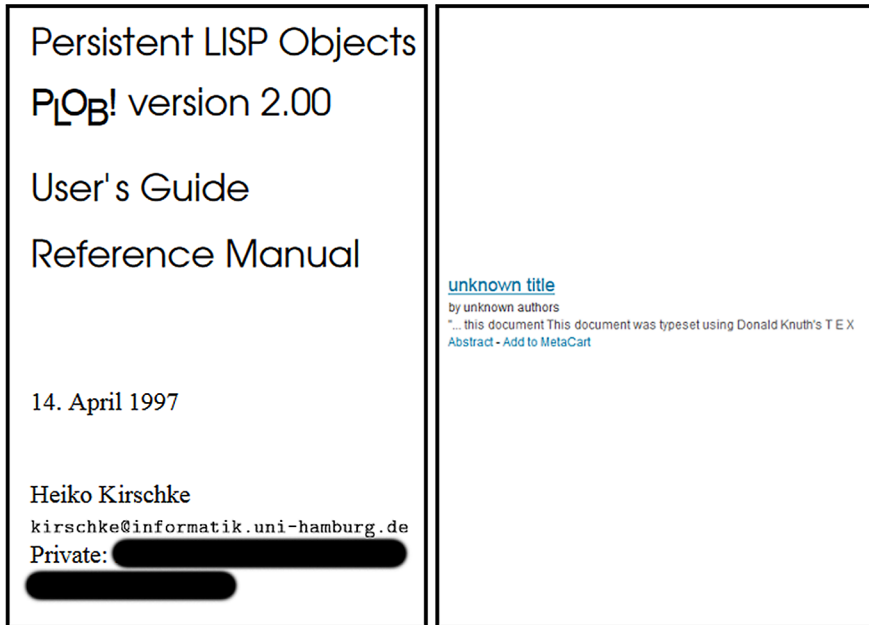 Persistent LISP Objects
PLOB! version 2.00
User's Guide
Reference Manual
14. April 1997
Heiko Kirschke
kirschke@informatik.uni-hamburg.de
Private:
unknown title
by unknown authors
"... this document This document was typeset using Donald Knuth's T E X
Abstract - Add to MetaCart